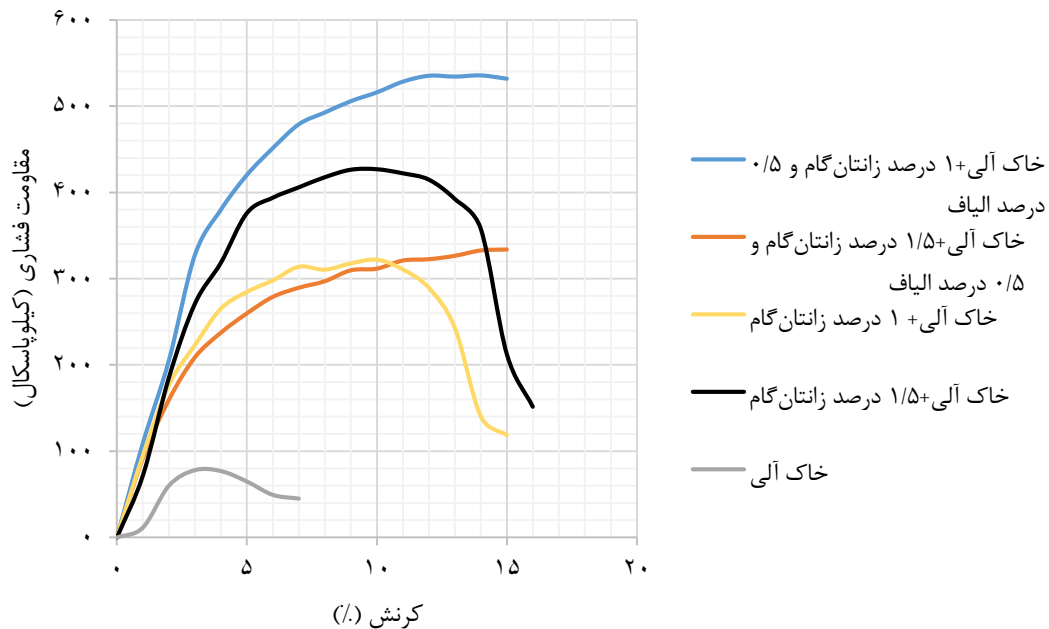 ۶۰۰
۵۰۰
۴۰۰
۳۰۰
۲۰۰
۱۰۰
۰
مقاومت فشاری (کیلوپاسکال)
۰
۵
۱۰
۱۵
۲۰
کرنش (٪)
خاک آلی+۱ درصد زانتان‌گام و ۰/۵
درصد الیاف
خاک آلی+۱/۵ درصد زانتان‌گام و
۰/۵ درصد الیاف
خاک آلی+ ۱ درصد زانتان‌گام
خاک آلی+۱/۵ درصد زانتان‌گام
خاک آلی